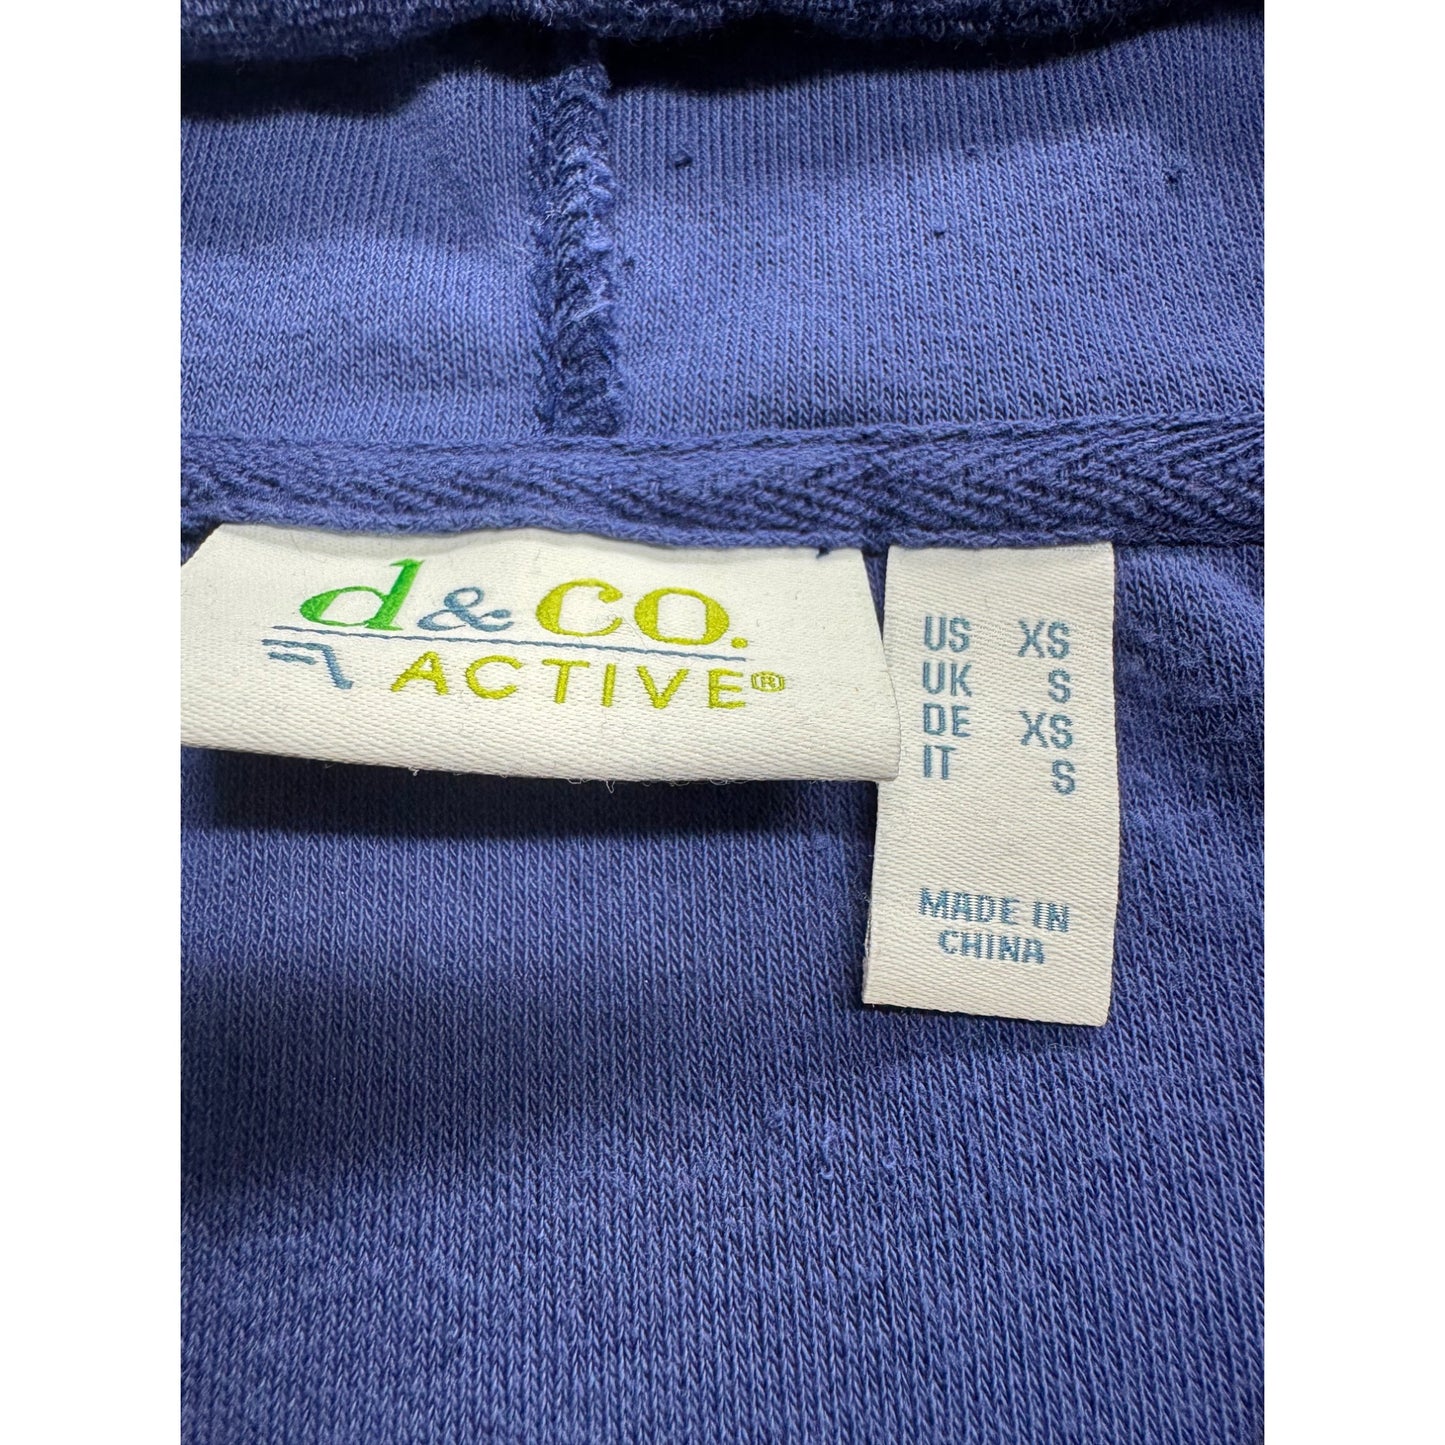 d&CO.
ACTIVE®
US XS
UK S
DE XS
IT S
MADE IN
CHINA